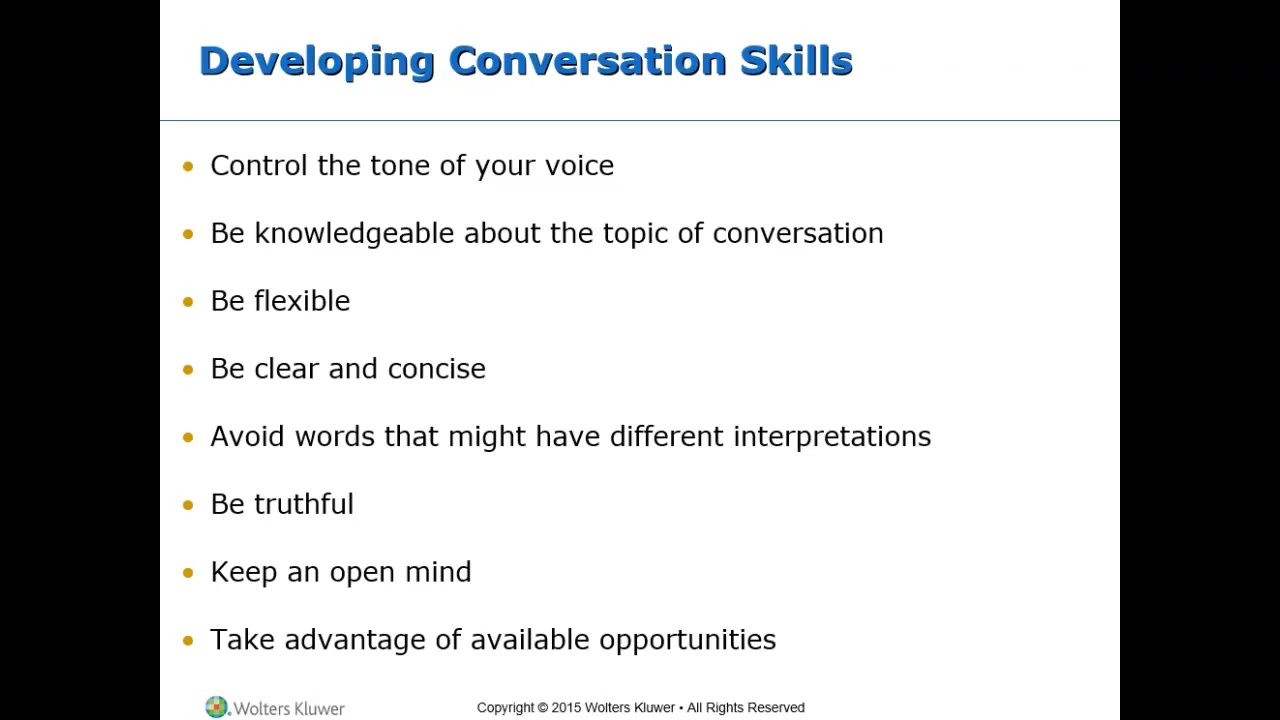 Developing Conversation Skills
• Control the tone of your voice
• Be knowledgeable about the topic of conversation
• Be flexible
• Be clear and concise
• Avoid words that might have different interpretations
• Be truthful
• Keep an open mind
• Take advantage of available opportunities
Wolters Kluwer
Copyright © 2015 Wolters Kluwer • All Rights Reserved